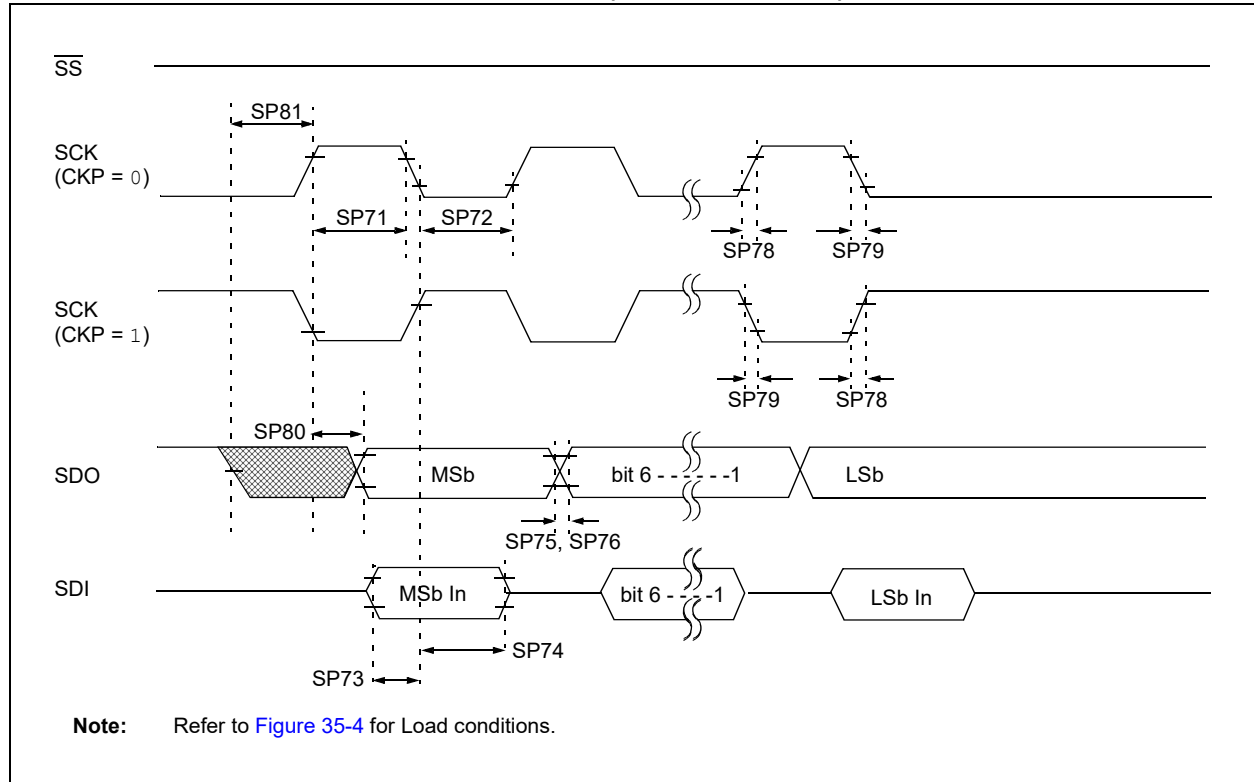 SS
SP81
SCK
(CKP = 0)
SP71
SP72
SP78
SP79
SCK
(CKP = 1)
SP79
SP78
SP80
SDO
MSb
bit 6 - - - - - -1
LSb
SP75, SP76
SDI
MSb In
bit 6 - - - - -1
LSb In
SP74
SP73
Note: Refer to Figure 35-4 for Load conditions.